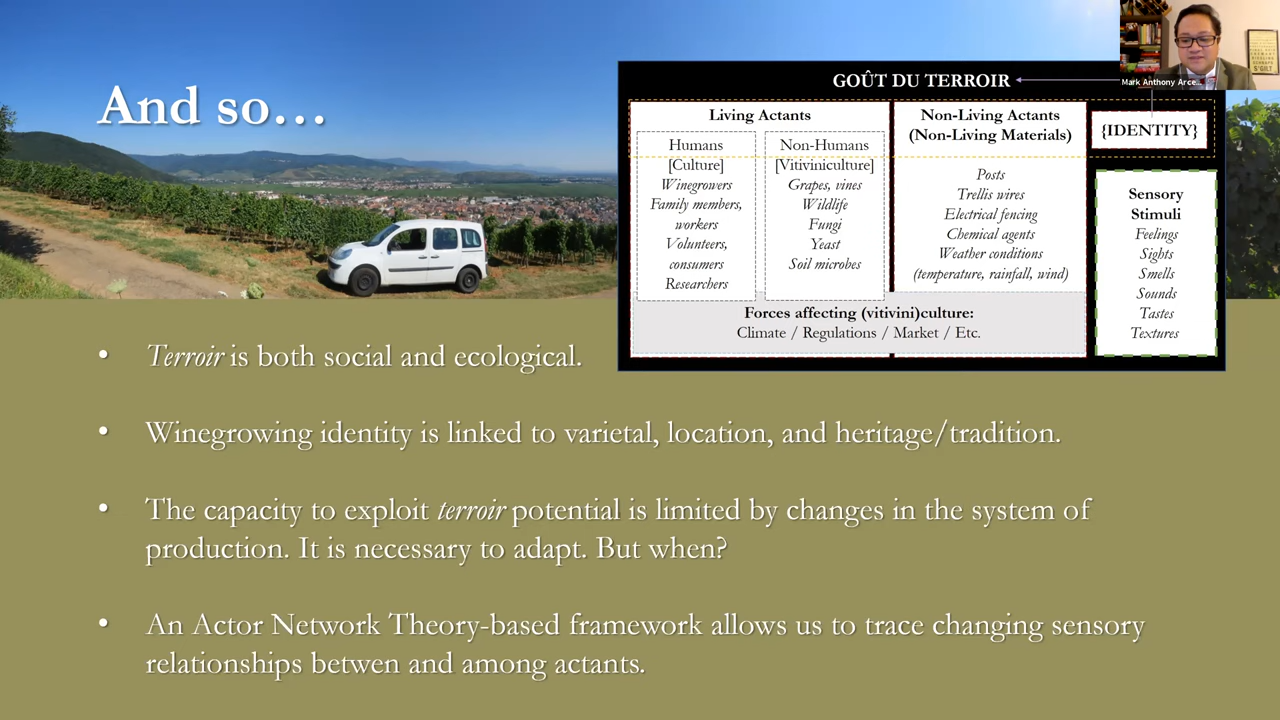 And so…
GOÛT DU TERROIR
Living Actants
Humans
[Culture]
Winegrowers
Family members,
workers
Volunteers,
consumers
Researchers
Non-Humans
[Vitiviniculture]
Grapes, vines
Wildlife
Fungi
Yeast
Soil microbes
Non-Living Actants
(Non-Living Materials)
Posts
Trellis wires
Electrical fencing
Chemical agents
Weather conditions
(temperature, rainfall, wind)
Forces affecting (vitivini)culture:
Climate / Regulations / Market / Etc.
{IDENTITY}
Sensory
Stimuli
Feelings
Sights
Smells
Sounds
Tastes
Textures
Mark Anthony Arce...
• Terroir is both social and ecological.
• Winegrowing identity is linked to varietal, location, and heritage/tradition.
• The capacity to exploit terroir potential is limited by changes in the system of
production. It is necessary to adapt. But when?
• An Actor Network Theory-based framework allows us to trace changing sensory
relationships betwen and among actants.